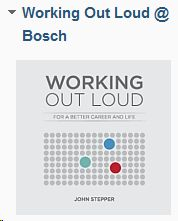 Working Out Loud @
Bosch
WORKING
OUT LOUD
FOR A BETTER CAREER AND LIFE
JOHN STEPPER